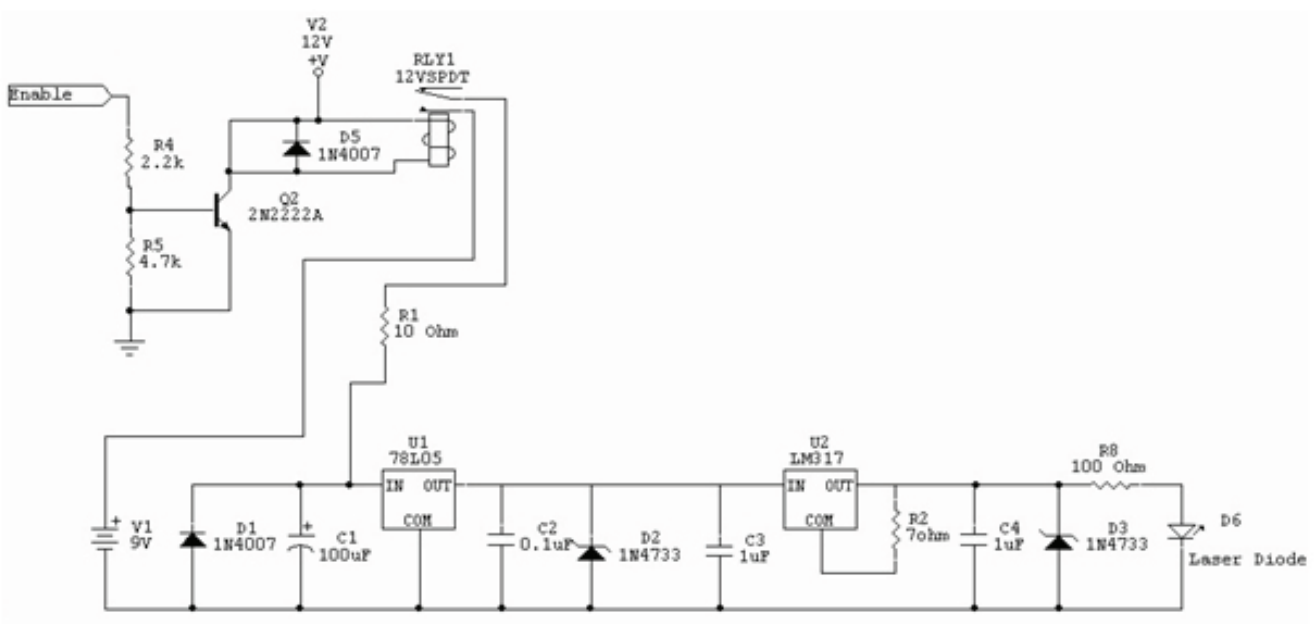 V2
12V
+V
RLY1
12VSPDT
Enable
R4
2.2k
D5
1N4007
Q2
2N2222A
R5
4.7k
R1
10 Ohm
U1
78L05
IN OUT
COM
U2
LM317
IN OUT
COM
R8
100 Ohm
+
V1
9V
D1
1N4007
+
C1
100uF
C2
0.1uF
D2
1N4733
C3
1uF
R2
7ohm
C4
1uF
D3
1N4733
D6
Laser Diode